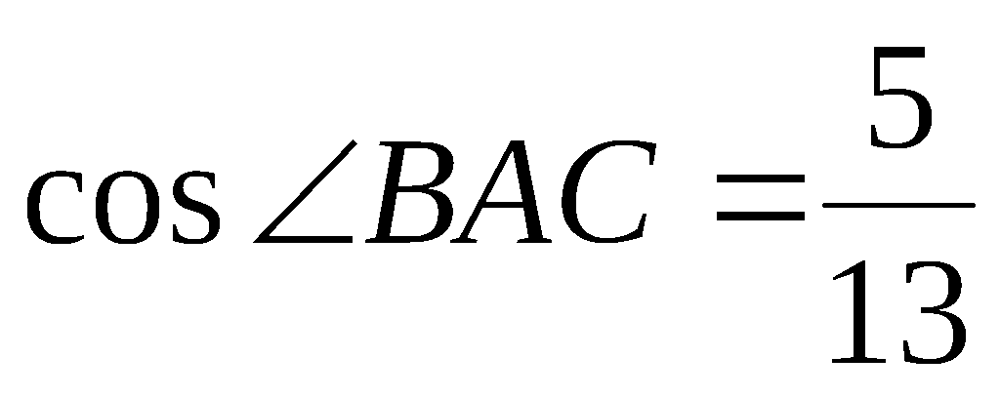 cos ∠BAC = 5/13